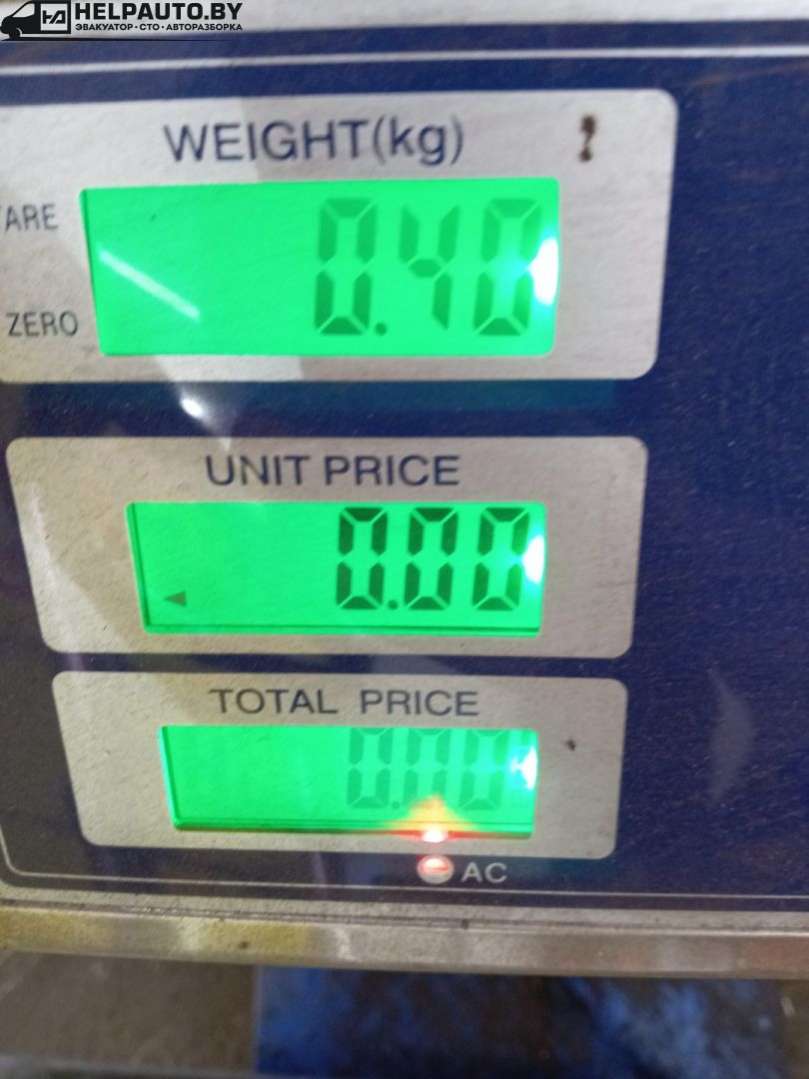 HELPAUTO.BY
ЭВАКУАТОР • СТО • АВТОРАЗБОРКА
WEIGHT(kg)
TARE
0.40
ZERO
UNIT PRICE
0.00
TOTAL PRICE
0.00
AC